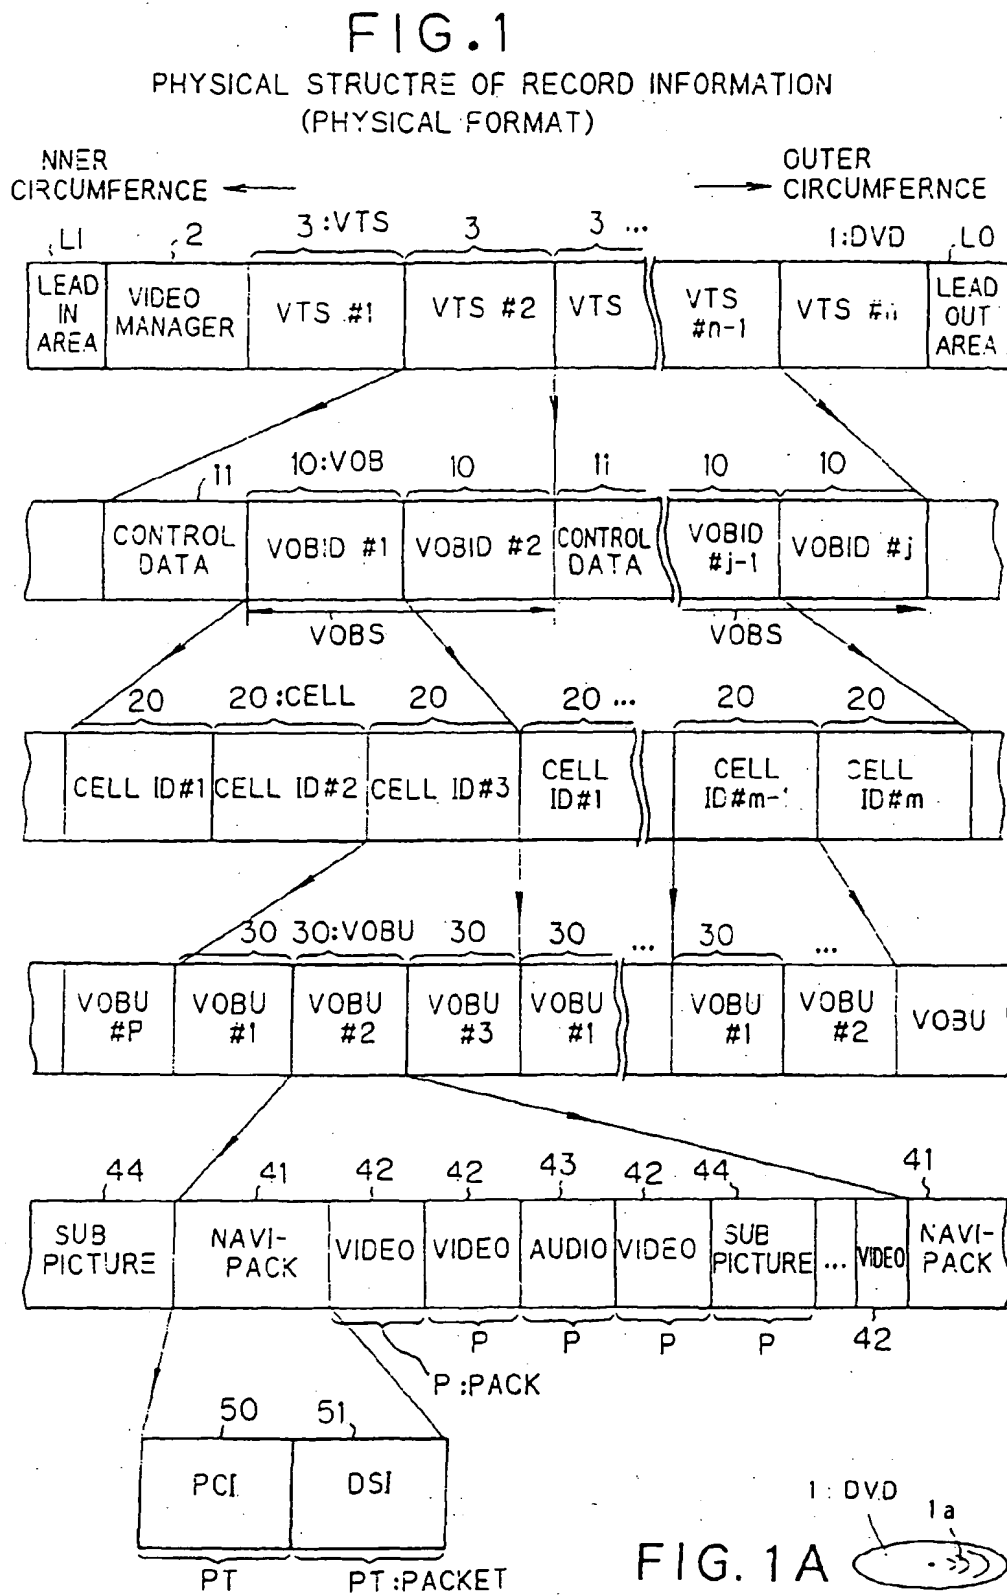 FIG.1
PHYSICAL STRUCTRE OF RECORD INFORMATION
(PHYSICAL FORMAT)
NNER
CIRCUMFERNCE
OUTER
CIRCUMFERENCE
LI 2 3:VTS 3 3 ... 1:DVD LO
LEAD
IN
AREA
VIDEO
MANAGER
VTS #1
VTS #2
VTS
VTS
#n-1
VTS
LEAD
OUT
AREA
11 10:VOB 10 11 10 10
CONTROL
DATA
VOBID #1
VOBID #2
CONTROL
DATA
VOBID
#j-1
VOBID #j
VOBS
VOBS
20 20:CELL 20 20 ... 20 20
CELL ID#1
CELL ID#2
CELL ID#3
CELL
ID#1
CELL
ID#m-1
CELL
ID#m
30 30:VOBU 30 30 ... 30 ...
VOBU
#P
VOBU
#1
VOBU
#2
VOBU
#3
VOBU
#1
VOBU
#1
VOBU
#2
VOBU
44 41 42 42 43 42 44 41
SUB
PICTURE
NAVI-
PACK
VIDEO
VIDEO
AUDIO
VIDEO
SUB
PICTURE
...
VIDEO
NAVI-
PACK
P P P P 42
P:PACK
50 51
PCI
DSI
PT PT:PACKET
1:DVD
1a
FIG. 1A